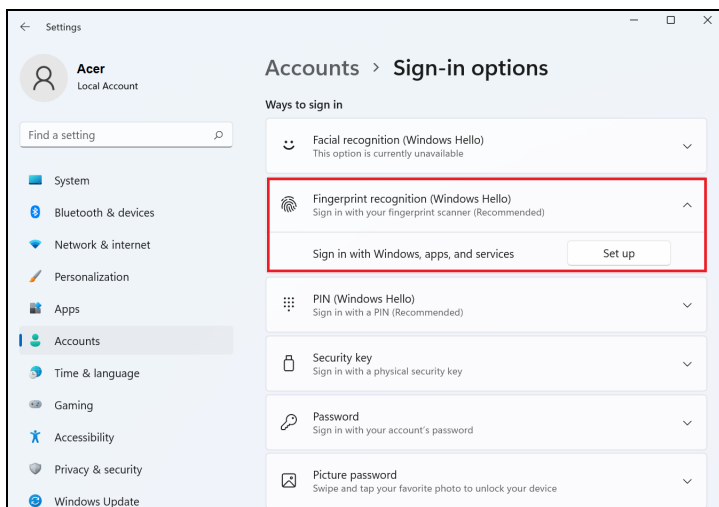 Settings
Acer
Local Account
Find a setting
System
Bluetooth & devices
Network & internet
Personalization
Apps
Accounts
Time & language
Gaming
Accessibility
Privacy & security
Windows Update
Accounts > Sign-in options
Ways to sign in
Facial recognition (Windows Hello)
This option is currently unavailable
Fingerprint recognition (Windows Hello)
Sign in with your fingerprint scanner (Recommended)
Sign in with Windows, apps, and services
Set up
PIN (Windows Hello)
Sign in with a PIN (Recommended)
Security key
Sign in with a physical security key
Password
Sign in with your account's password
Picture password
Swipe and tap your favorite photo to unlock your device